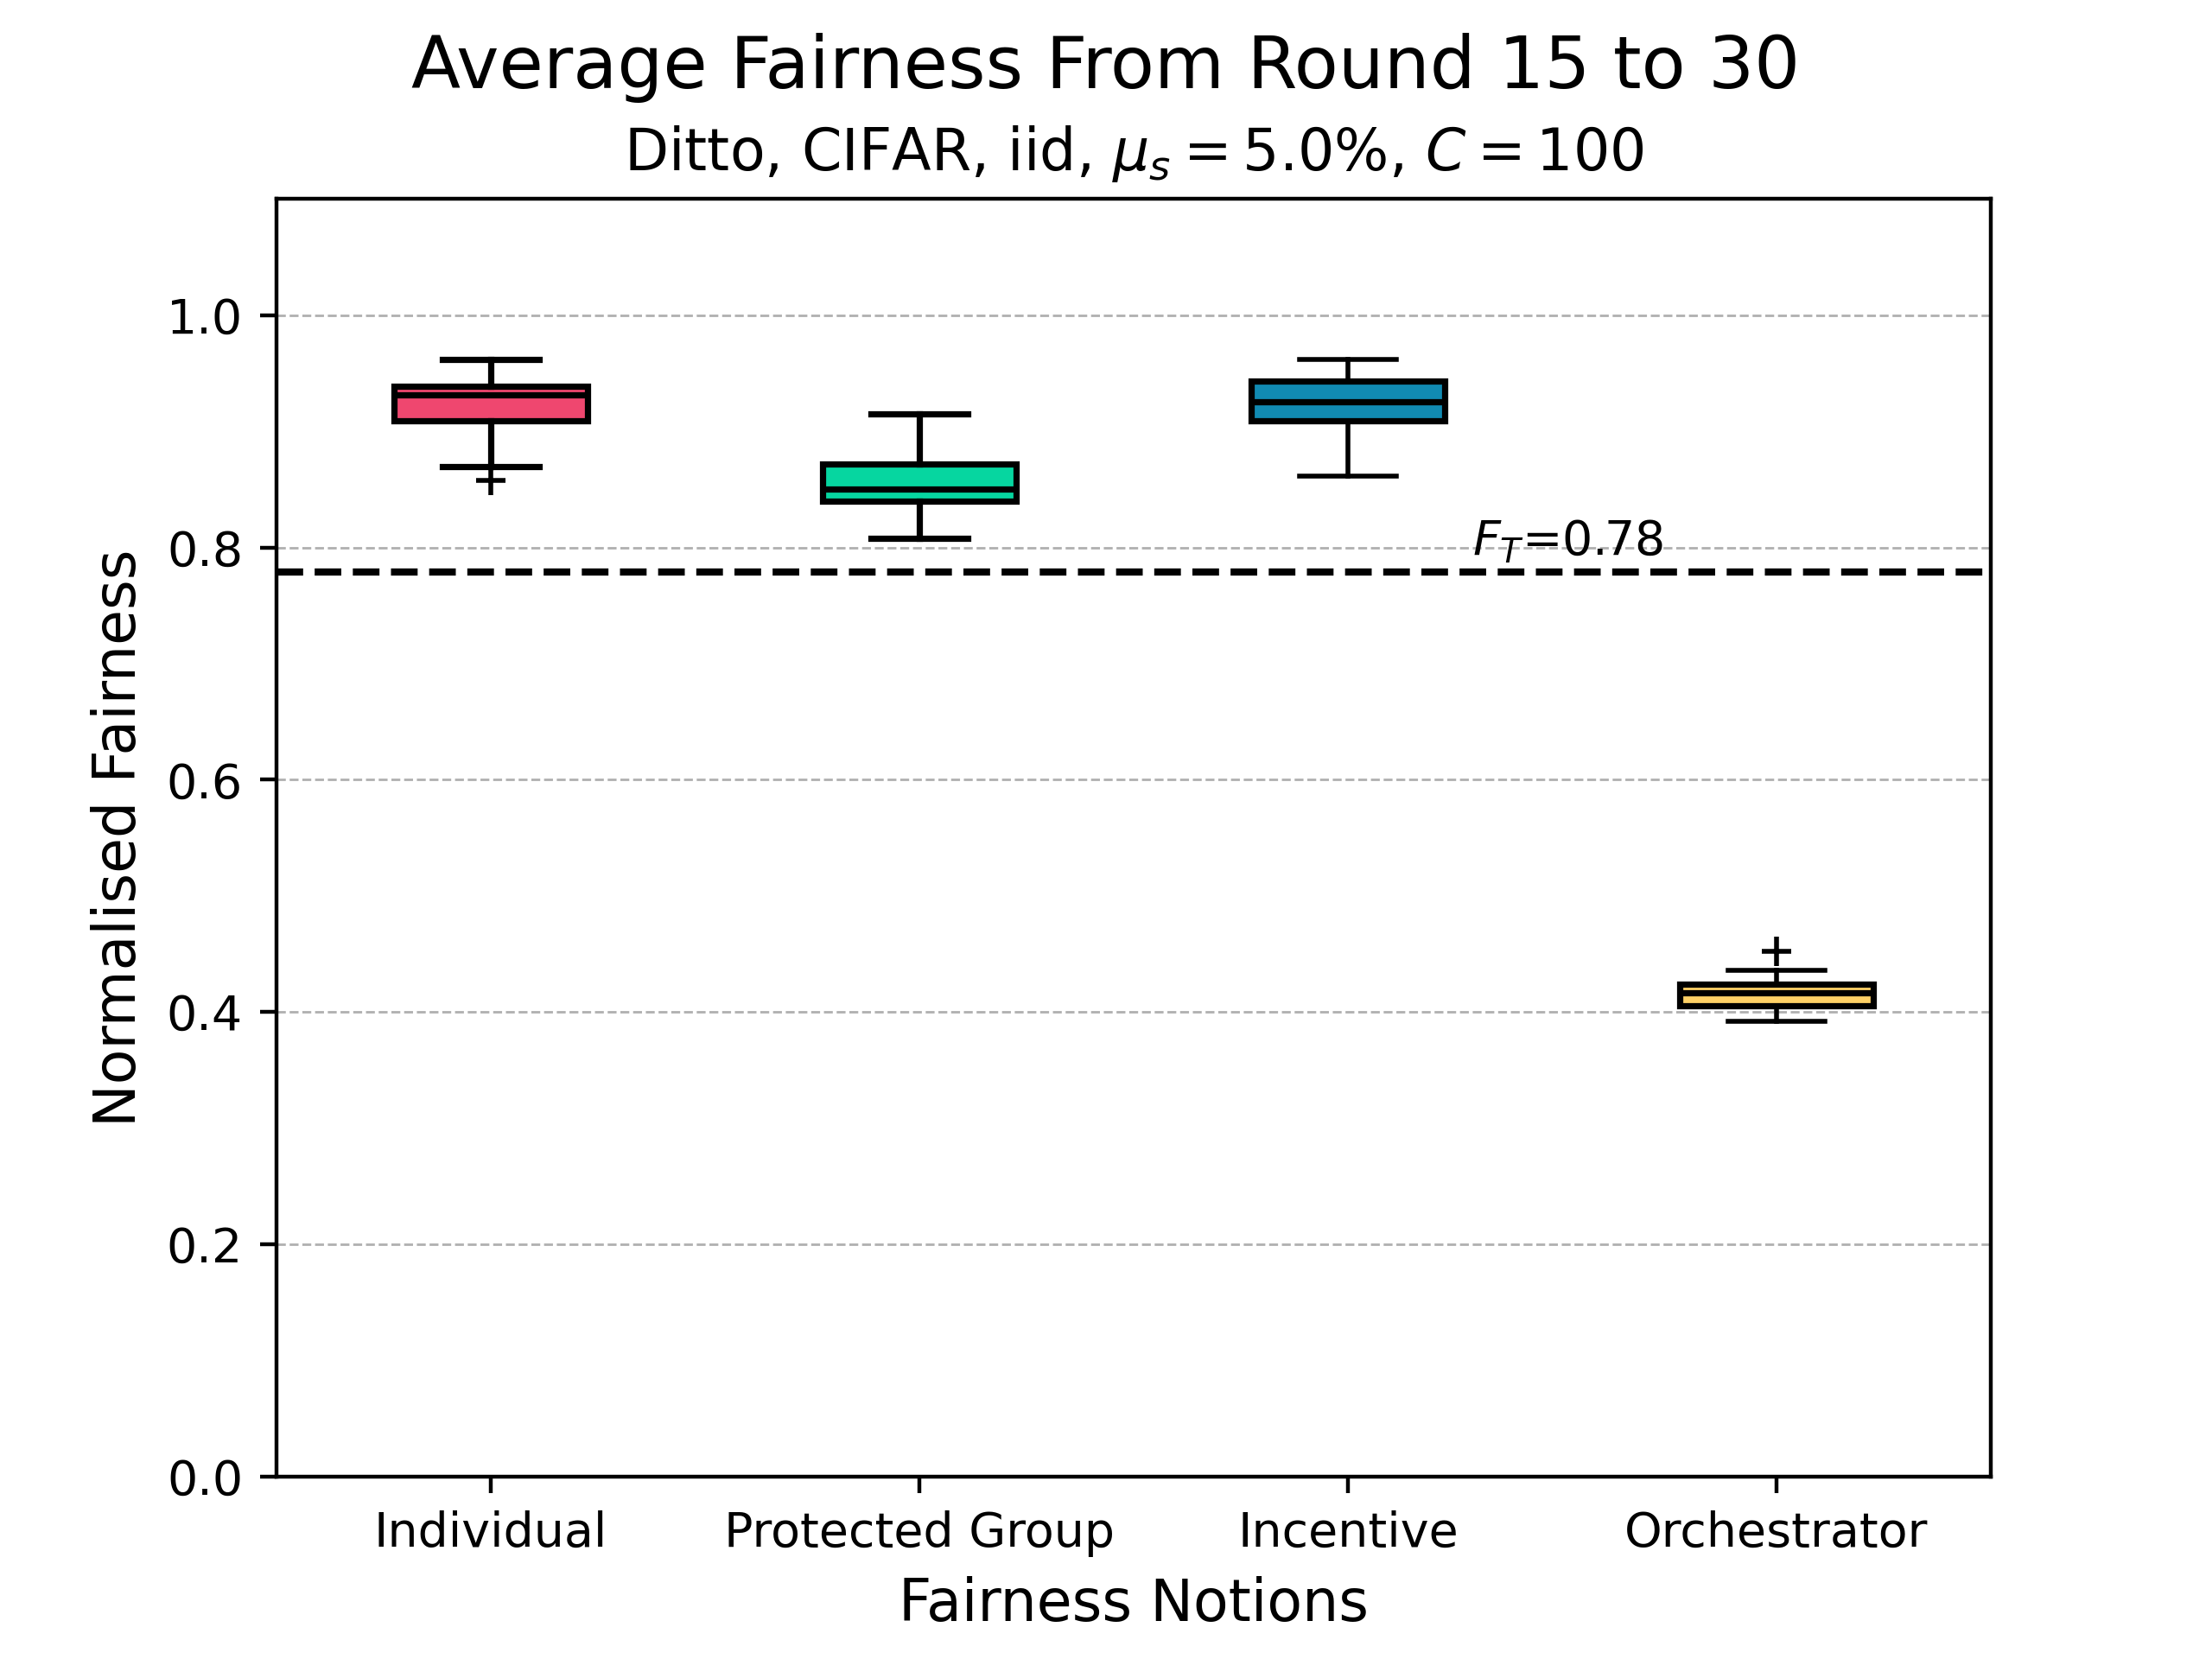 Average Fairness From Round 15 to 30
Ditto, CIFAR, iid, μₛ = 5.0%, C = 100
Normalised Fairness
1.0
0.8
0.6
0.4
0.2
0.0
F_T=0.78
Individual
Protected Group
Incentive
Orchestrator
Fairness Notions